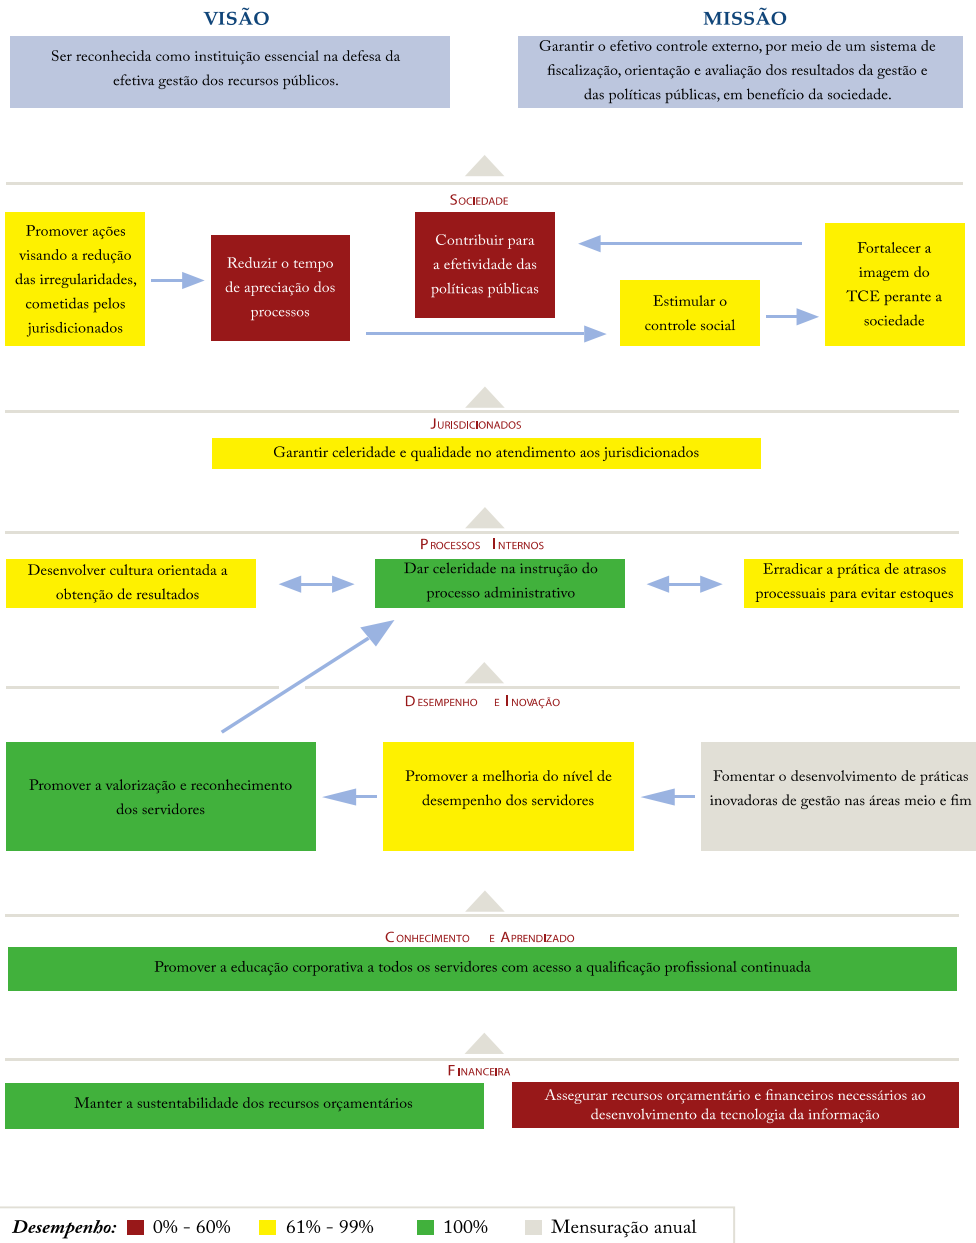 VISÃO
Ser reconhecida como instituição essencial na defesa da
efetiva gestão dos recursos públicos.
MISSÃO
Garantir o efetivo controle externo, por meio de um sistema de
fiscalização, orientação e avaliação dos resultados da gestão e
das políticas públicas, em benefício da sociedade.
SOCIEDADE
Promover ações
visando a redução
das irregularidades,
cometidas pelos
jurisdicionados
Reduzir o tempo
de apreciação dos
processos
Contribuir para
a efetividade das
políticas públicas
Estimular o
controle social
Fortalecer a
imagem do
TCE perante a
sociedade
JURISDICIONADOS
Garantir celeridade e qualidade no atendimento aos jurisdicionados
PROCESSOS INTERNOS
Desenvolver cultura orientada a
obtenção de resultados
Dar celeridade na instrução do
processo administrativo
Erradicar a prática de atrasos
processuais para evitar estoques
DESEMPENHO E INOVAÇÃO
Promover a valorização e reconhecimento
dos servidores
Promover a melhoria do nível de
desempenho dos servidores
Fomentar o desenvolvimento de práticas
inovadoras de gestão nas áreas meio e fim
CONHECIMENTO E APRENDIZADO
Promover a educação corporativa a todos os servidores com acesso a qualificação profissional continuada
FINANCEIRA
Manter a sustentabilidade dos recursos orçamentários
Assegurar recursos orçamentário e financeiros necessários ao
desenvolvimento da tecnologia da informação
Desempenho: 0% - 60% 61% - 99% 100% Mensuração anual